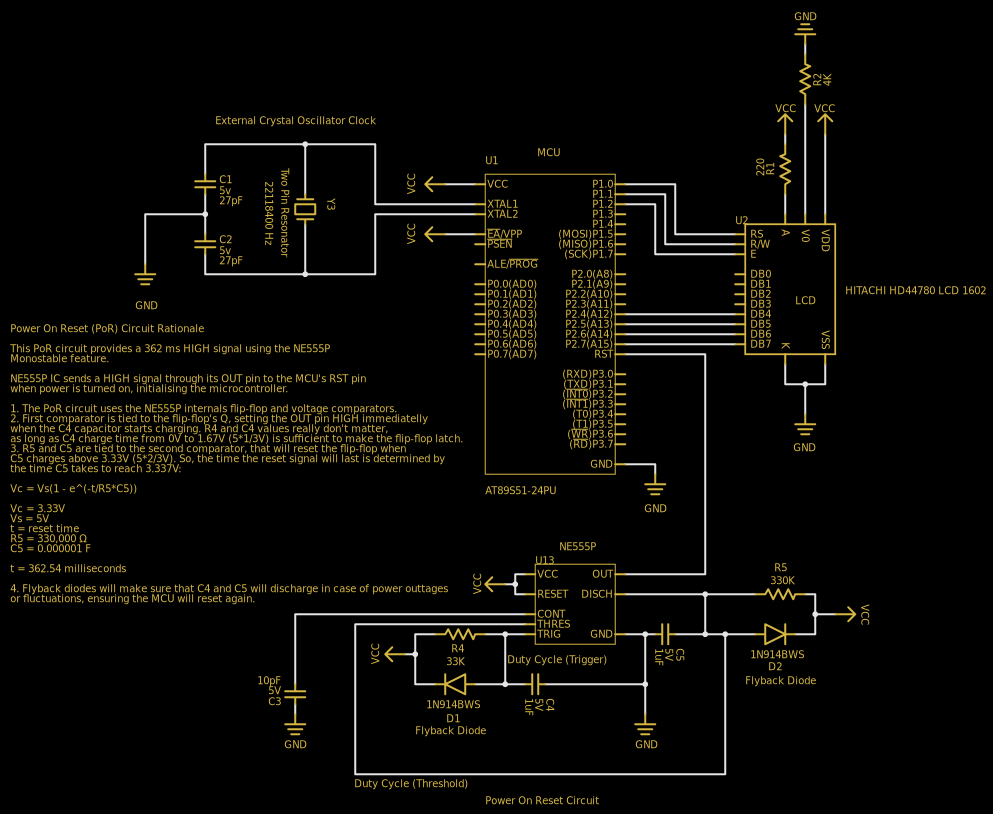 GND
R2
4K
VCC
VCC
220
R1
External Crystal Oscillator Clock
MCU
U1
C1
5v
27pF
C2
5v
27pF
Two Pin Resonator
22118400 Hz
Y3
GND
VCC
VCC
VCC
XTAL1
XTAL2
EA/VPP
PSEN
ALE/PROG
P0.0(AD0)
P0.1(AD1)
P0.2(AD2)
P0.3(AD3)
P0.4(AD4)
P0.5(AD5)
P0.6(AD6)
P0.7(AD7)
P1.0
P1.1
P1.2
P1.3
P1.4
(MOSI)P1.5
(MISO)P1.6
(SCK)P1.7
P2.0(A8)
P2.1(A9)
P2.2(A10)
P2.3(A11)
P2.4(A12)
P2.5(A13)
P2.6(A14)
P2.7(A15)
RST
(RXD)P3.0
(TXD)P3.1
(INT0)P3.2
(INT1)P3.3
(T0)P3.4
(T1)P3.5
(WR)P3.6
(RD)P3.7
GND
AT89S51-24PU
GND
U2
A
V0
VDD
RS
R/W
E
DB0
DB1
DB2
DB3
DB4
DB5
DB6
DB7
LCD
K
VSS
HITACHI HD44780 LCD 1602
GND
Power On Reset (PoR) Circuit Rationale
This PoR circuit provides a 362 ms HIGH signal using the NE555P
Monostable feature.
NE555P IC sends a HIGH signal through its OUT pin to the MCU's RST pin
when power is turned on, initialising the microcontroller.
1. The PoR circuit uses the NE555P internals flip-flop and voltage comparators.
2. First comparator is tied to the flip-flop's Q, setting the OUT pin HIGH immediatelly
when the C4 capacitor starts charging. R4 and C4 values really don't matter,
as long as C4 charge time from 0V to 1.67V (5*1/3V) is sufficient to make the flip-flop latch.
3. R5 and C5 are tied to the second comparator, that will reset the flip-flop when
C5 charges above 3.33V (5*2/3V). So, the time the reset signal will last is determined by
the time C5 takes to reach 3.337V:
Vc = Vs(1 - e^(-t/R5*C5))
Vc = 3.33V
Vs = 5V
t = reset time
R5 = 330,000 Ω
C5 = 0.000001 F
t = 362.54 milliseconds
4. Flyback diodes will make sure that C4 and C5 will discharge in case of power outtages
or fluctuations, ensuring the MCU will reset again.
NE555P
U13
VCC
VCC
RESET
CONT
THRES
TRIG
OUT
DISCH
GND
R5
330K
VCC
1N914BWS
D2
Flyback Diode
C5
5V
1uF
VCC
R4
33K
Duty Cycle (Trigger)
1N914BWS
D1
Flyback Diode
C4
5V
1uF
10pF
5V
C3
GND
GND
Duty Cycle (Threshold)
Power On Reset Circuit